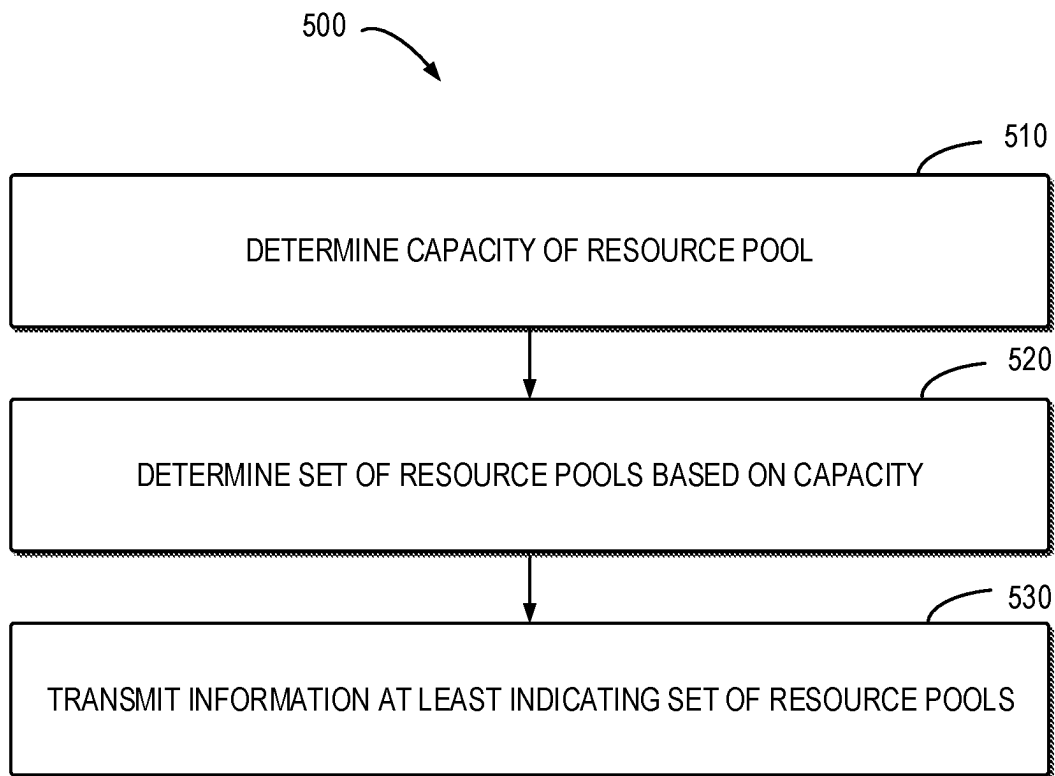 500
510
DETERMINE CAPACITY OF RESOURCE POOL
520
DETERMINE SET OF RESOURCE POOLS BASED ON CAPACITY
530
TRANSMIT INFORMATION AT LEAST INDICATING SET OF RESOURCE POOLS